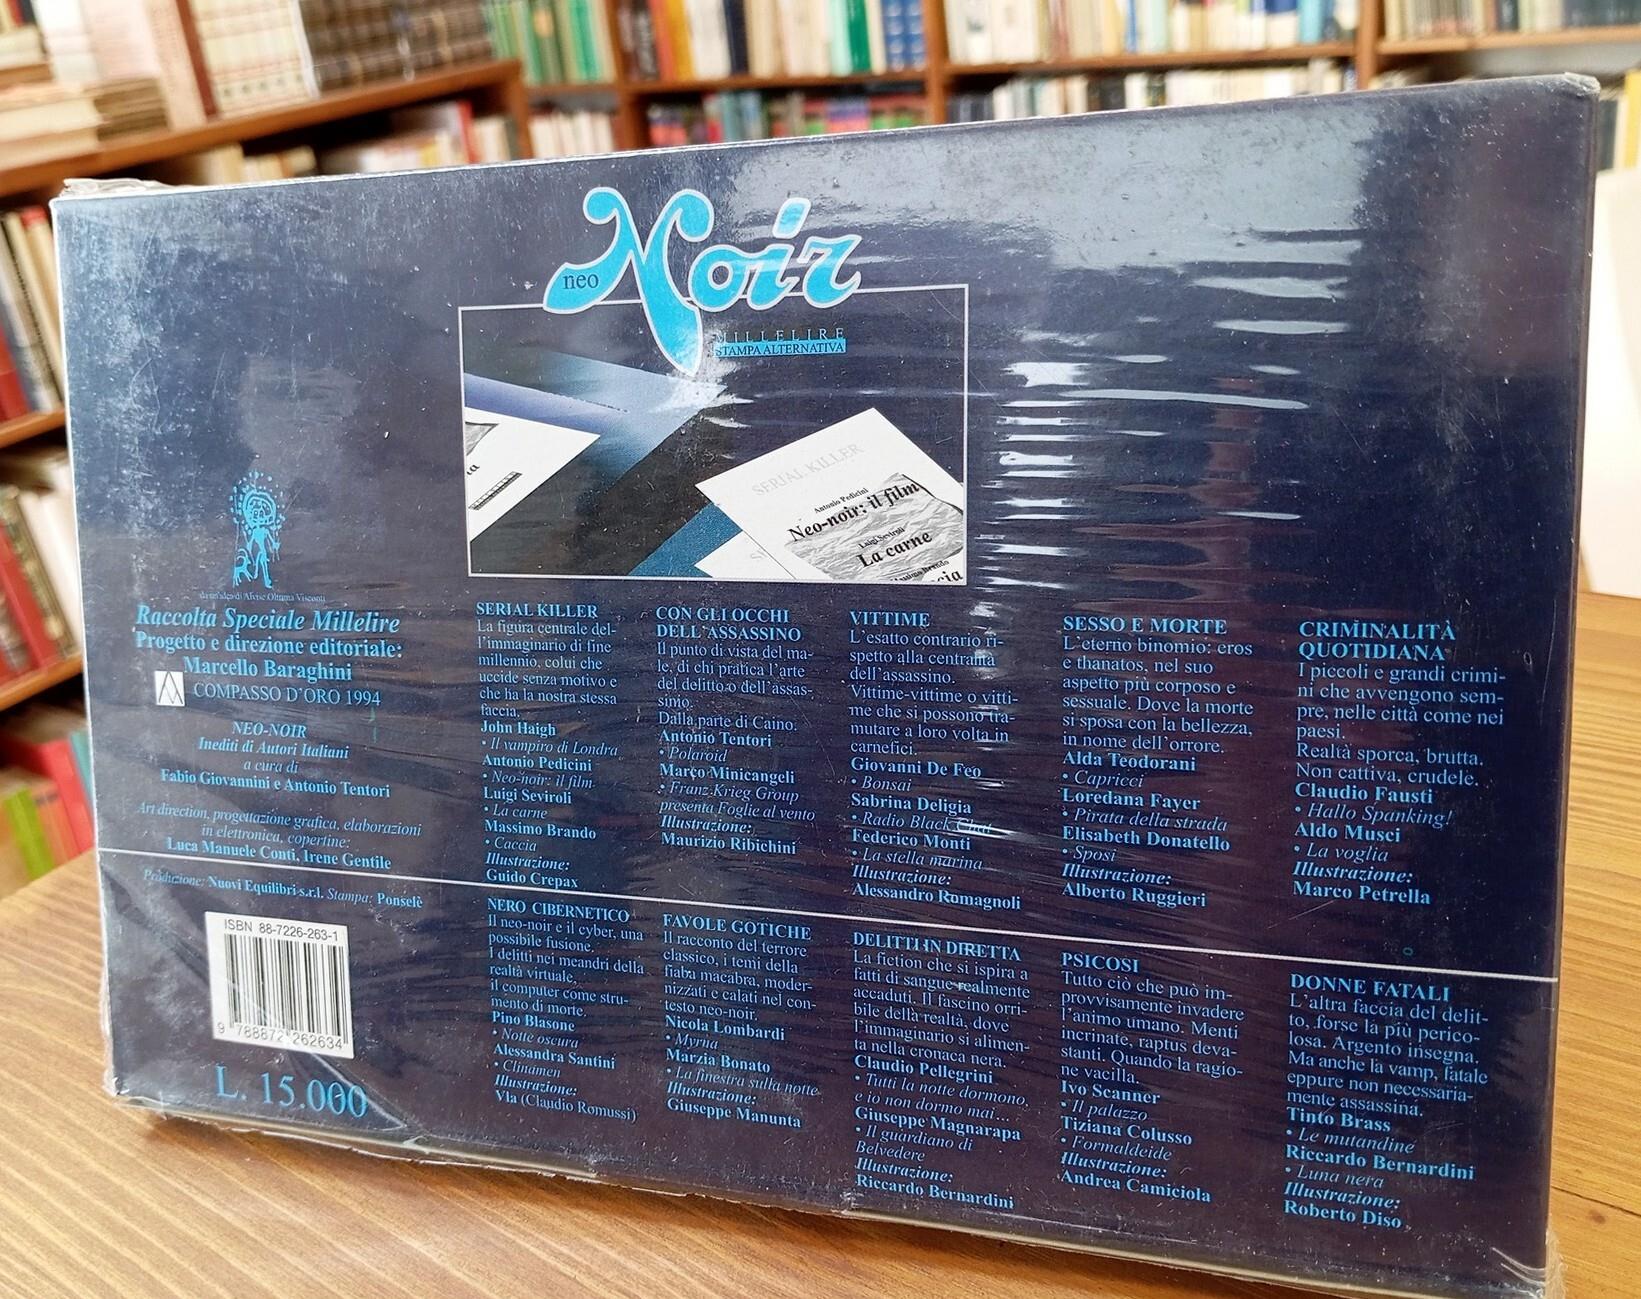 neo Noir
MILLELIRE
STAMPA ALTERNATIVA
SERIAL KILLER
Antonio Pedicini
Neo-noir: il film
Luigi Seviroli
La carne
Massimo Brando
da un'idea di Alvise Oltrana Visconti
Raccolta Speciale Millelire
Progetto e direzione editoriale:
Marcello Baraghini
COMPASSO D'ORO 1994
NEO-NOIR
Inediti di Autori Italiani
a cura di
Fabio Giovannini e Antonio Tentori
Art direction, progettazione grafica, elaborazioni
in elettronica, copertine:
Luca Manuele Conti, Irene Gentile
Produzione: Nuovi Equilibri s.r.l. Stampa: Ponselè
ISBN 88-7226-263-1
9 788872 262634
L. 15.000
SERIAL KILLER
La figura centrale del-
l'immaginario di fine
millennio, colui che
uccide senza motivo e
che ha la nostra stessa
faccia.
John Haigh
• Il vampiro di Londra
Antonio Pedicini
• Neo-noir: il film
Luigi Seviroli
• La carne
Massimo Brando
• Caccia
Illustrazione:
Guido Crepax
CON GLI OCCHI
DELL'ASSASSINO
Il punto di vista del ma-
le, di chi pratica l'arte
del delitto o dell'assas-
sinio.
Dalla parte di Caino.
Antonio Tentori
• Polaroid
Marco Minicangeli
• Franz Krieg Group
presenta Foglie al vento
Illustrazione:
Maurizio Ribichini
VITTIME
L'esatto contrario ri-
spetto alla centralità
dell'assassino.
Vittime-vittime o vitti-
me che si possono tra-
mutare a loro volta in
carnefici.
Giovanni De Feo
• Bonsai
Sabrina Deligia
• Radio Black
Federico Monti
• La stella marina
Illustrazione:
Alessandro Romagnoli
SESSO E MORTE
L'eterno binomio: eros
e thanatos, nel suo
aspetto più corposo e
sessuale. Dove la morte
si sposa con la bellezza,
in nome dell'orrore.
Alda Teodorani
• Capricci
Loredana Fayer
• Pirata della strada
Elisabeth Donatello
• Sposi
Illustrazione:
Alberto Ruggieri
CRIMINALITÀ
QUOTIDIANA
I piccoli e grandi crimi-
ni che avvengono sem-
pre, nelle città come nei
paesi.
Realtà sporca, brutta.
Non cattiva, crudele.
Claudio Fausti
• Hallo Spanking!
Aldo Musci
• La voglia
Illustrazione:
Marco Petrella
NERO CIBERNETICO
Il neo-noir e il cyber, una
possibile fusione.
I delitti nei meandri della
realtà virtuale,
il computer come stru-
mento di morte.
Pino Blasone
• Notte oscura
Alessandra Santini
• Clinamen
Illustrazione:
Vla (Claudio Romussi)
FAVOLE GOTICHE
Il racconto del terrore
classico, i temi della
fiaba macabra, moder-
nizzati e calati nel con-
testo neo-noir.
Nicola Lombardi
• Myrna
Marzia Bonato
• La finestra sulla notte
Illustrazione:
Giuseppe Manunta
DELITTI IN DIRETTA
La fiction che si ispira a
fatti di sangue realmente
accaduti. Il fascino orri-
bile della realtà, dove
l'immaginario si alimen-
ta nella cronaca nera.
Claudio Pellegrini
• Tutti la notte dormono,
e io non dormo mai...
Giuseppe Magnarapa
• Il guardiano di
Belvedere
Illustrazione:
Riccardo Bernardini
PSICOSI
Tutto ciò che può im-
provvisamente invadere
l'animo umano. Menti
incrinate, raptus deva-
stanti. Quando la ragio-
ne vacilla.
Ivo Scanner
• Il palazzo
Tiziana Colusso
• Formaldeide
Illustrazione:
Andrea Camiciola
DONNE FATALI
L'altra faccia del delit-
to, forse la più perico-
losa. Argento insegna.
Ma anche la vamp, fatale
eppure non necessaria-
mente assassina.
Tinto Brass
• Le mutandine
Riccardo Bernardini
• Luna nera
Illustrazione:
Roberto Diso